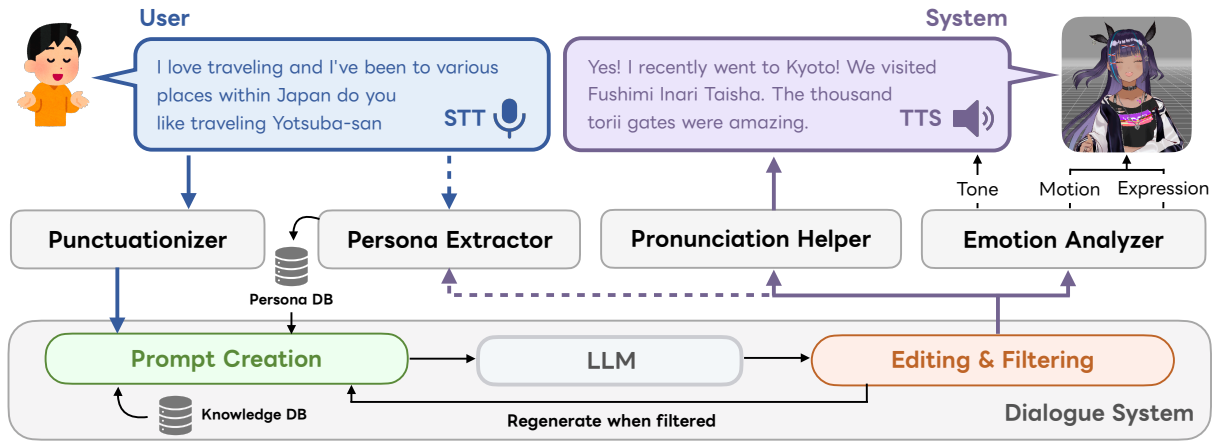 User
System
I love traveling and I've been to various
places within Japan do you
like traveling Yotsuba-san
STT
Yes! I recently went to Kyoto! We visited
Fushimi Inari Taisha. The thousand
torii gates were amazing.
TTS
Tone
Motion
Expression
Punctuationizer
Persona Extractor
Pronunciation Helper
Emotion Analyzer
Persona DB
Prompt Creation
LLM
Editing & Filtering
Knowledge DB
Regenerate when filtered
Dialogue System